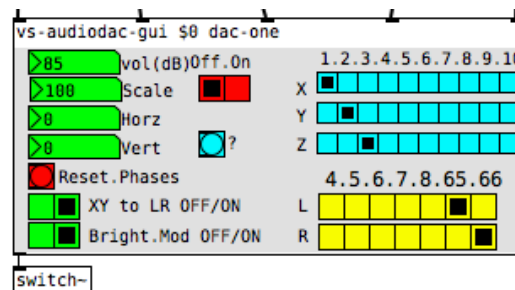 vs-audiodac-gui $0 dac-one
>85 vol(dB) Off.On 1.2.3.4.5.6.7.8.9.10
>100 Scale X
>0 Horz Y
>0 Vert ? Z
Reset.Phases 4.5.6.7.8.65.66
XY to LR OFF/ON L
Bright.Mod OFF/ON R
switch~